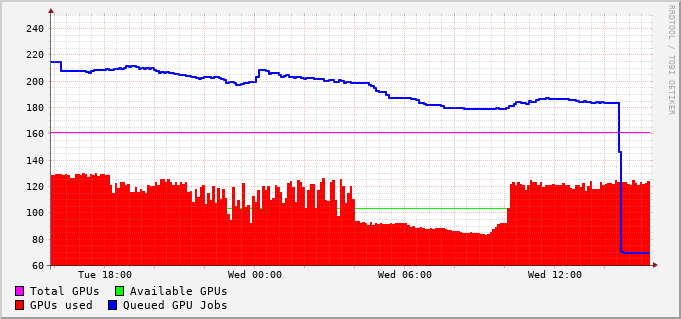 RRDTOOL / TOBI OETIKER
240
220
200
180
160
140
120
100
80
60
Tue 18:00 Wed 00:00 Wed 06:00 Wed 12:00
Total GPUs Available GPUs
GPUs used Queued GPU Jobs